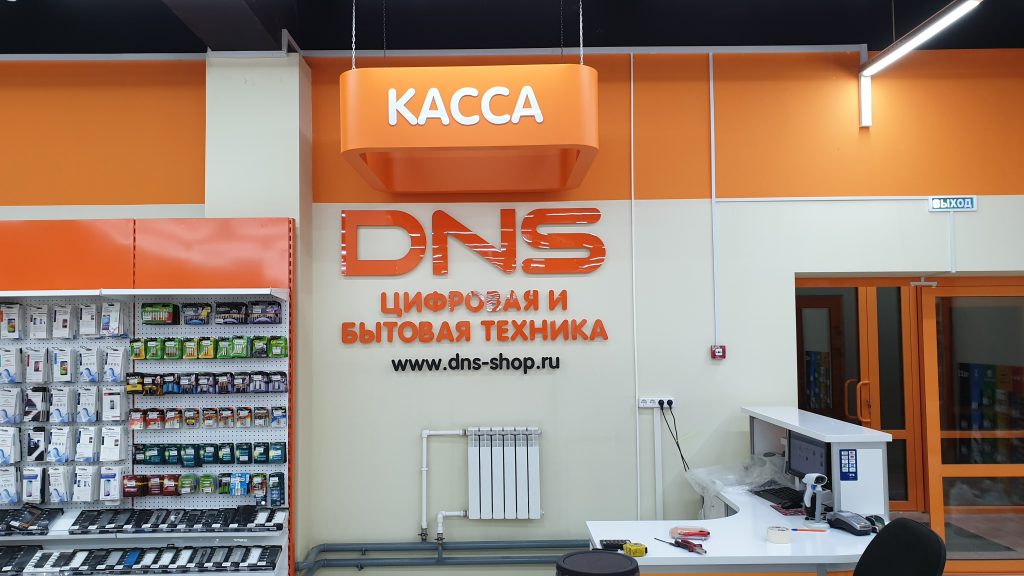 КАССА
DNS
ЦИФРОВАЯ И
БЫТОВАЯ ТЕХНИКА
www.dns-shop.ru
ВЫХОД